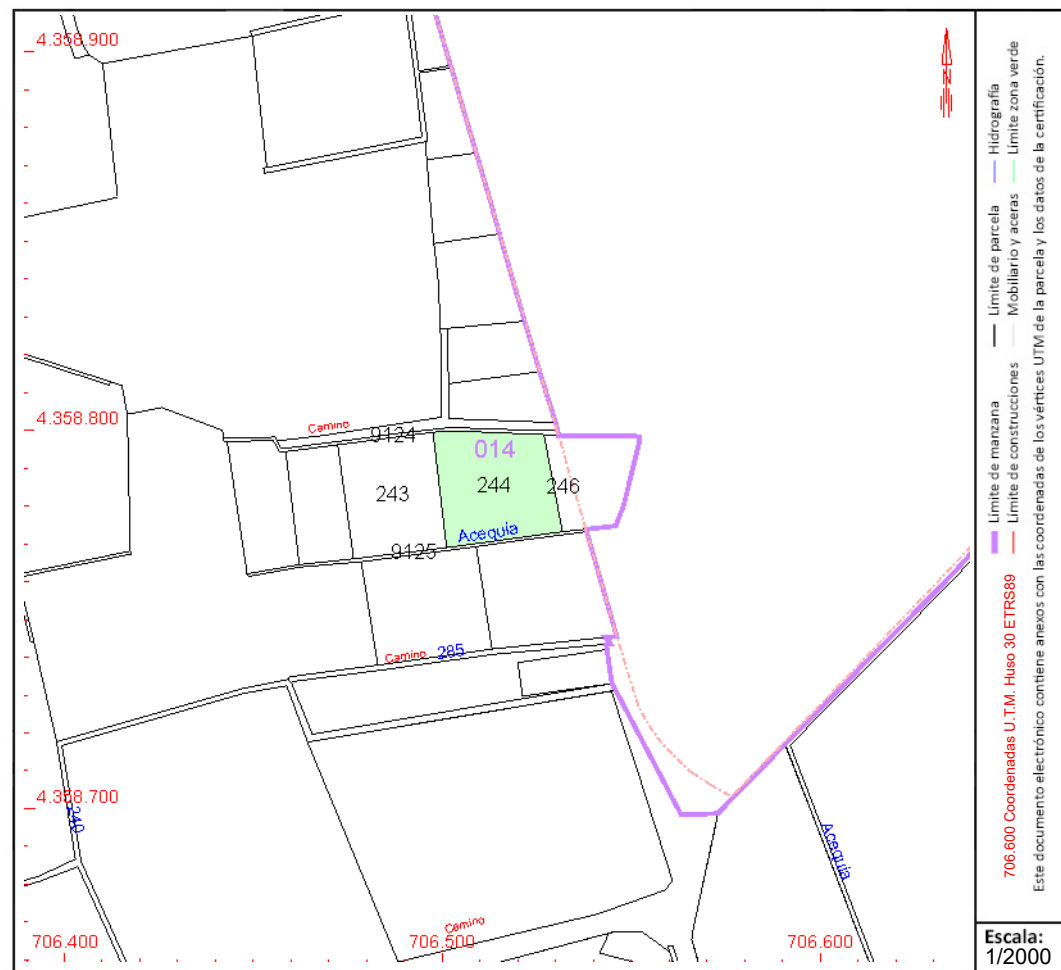 4.358.900
4.358.800
Camino
9124
014
243
244
246
Acequia
9125
Camino
285
4.358.700
240
Acequia
Camino
706.400
706.500
706.600
N
Límite de manzana
Límite de parcela
Hidrografía
Límite de construcciones
Mobiliario y aceras
Límite zona verde
706.600 Coordenadas U.T.M. Huso 30 ETRS89
Este documento electrónico contiene anexos con las coordenadas de los vértices UTM de la parcela y los datos de la certificación.
Escala:
1/2000